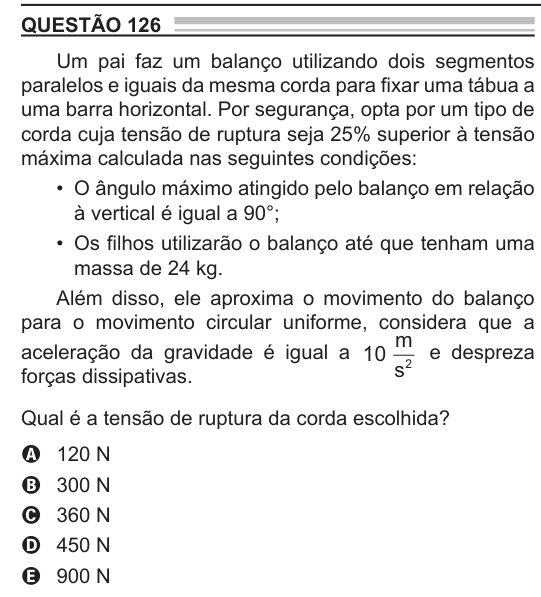 QUESTÃO 126
Um pai faz um balanço utilizando dois segmentos
paralelos e iguais da mesma corda para fixar uma tábua a
uma barra horizontal. Por segurança, opta por um tipo de
corda cuja tensão de ruptura seja 25% superior à tensão
máxima calculada nas seguintes condições:
• O ângulo máximo atingido pelo balanço em relação
à vertical é igual a 90°;
• Os filhos utilizarão o balanço até que tenham uma
massa de 24 kg.
Além disso, ele aproxima o movimento do balanço
para o movimento circular uniforme, considera que a
aceleração da gravidade é igual a 10 m/s² e despreza
forças dissipativas.
Qual é a tensão de ruptura da corda escolhida?
A 120 N
B 300 N
C 360 N
D 450 N
E 900 N